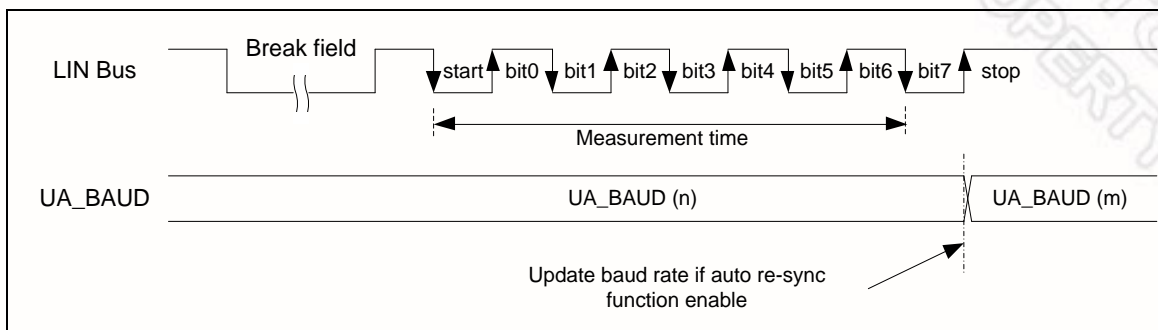 Break field
LIN Bus
start bit0 bit1 bit2 bit3 bit4 bit5 bit6 bit7 stop
Measurement time
UA_BAUD
UA_BAUD (n)
UA_BAUD (m)
Update baud rate if auto re-sync
function enable